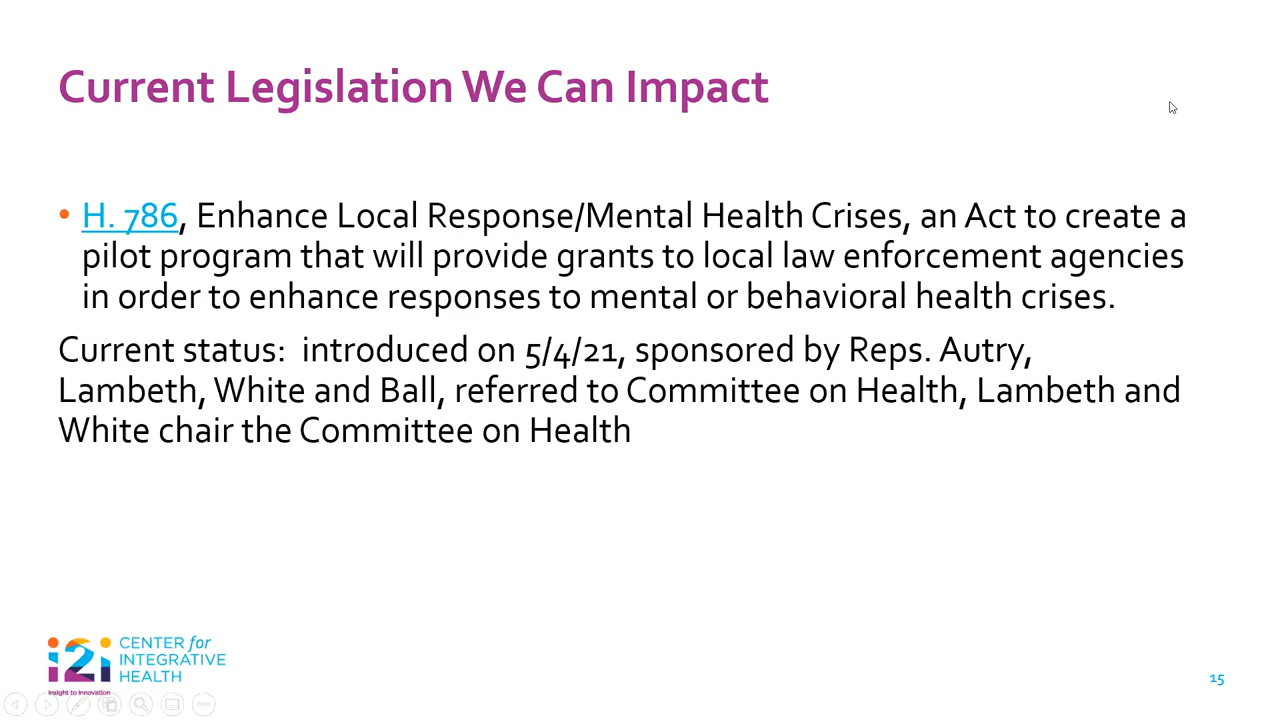 Current Legislation We Can Impact
• H. 786, Enhance Local Response/Mental Health Crises, an Act to create a
pilot program that will provide grants to local law enforcement agencies
in order to enhance responses to mental or behavioral health crises.
Current status:  introduced on 5/4/21, sponsored by Reps. Autry,
Lambeth, White and Ball, referred to Committee on Health, Lambeth and
White chair the Committee on Health
i2i
CENTER for
INTEGRATIVE
HEALTH
Insight to Innovation
15